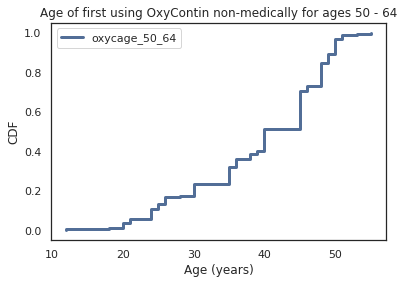 Age of first using OxyContin non-medically for ages 50 - 64
oxycage_50_64
1.0
0.8
0.6
0.4
0.2
0.0
CDF
10
20
30
40
50
Age (years)